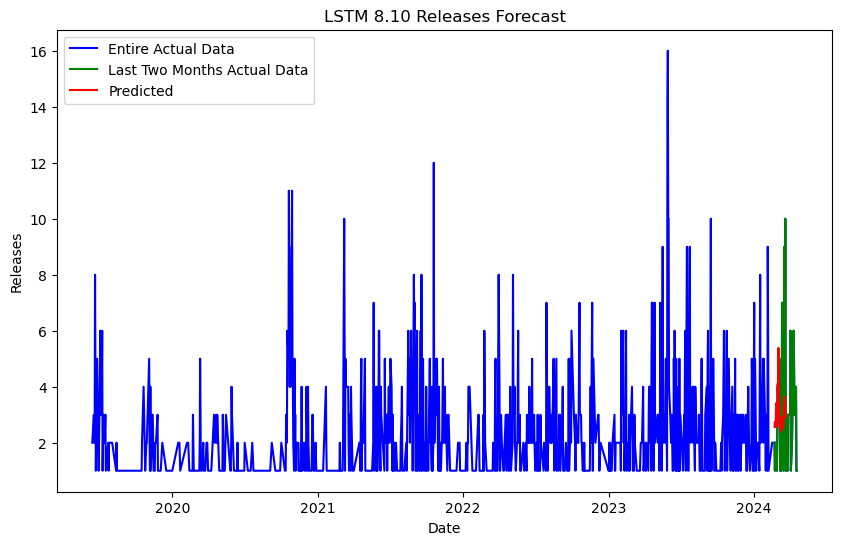 LSTM 8.10 Releases Forecast
Entire Actual Data
Last Two Months Actual Data
Predicted
16
14
12
10
8
6
4
2
Releases
2020
2021
2022
2023
2024
Date